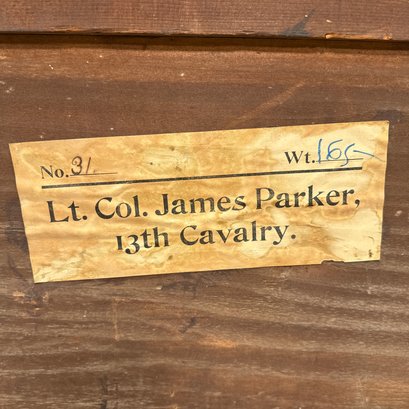 No. 31 Wt. 165
Lt. Col. James Parker,
13th Cavalry.